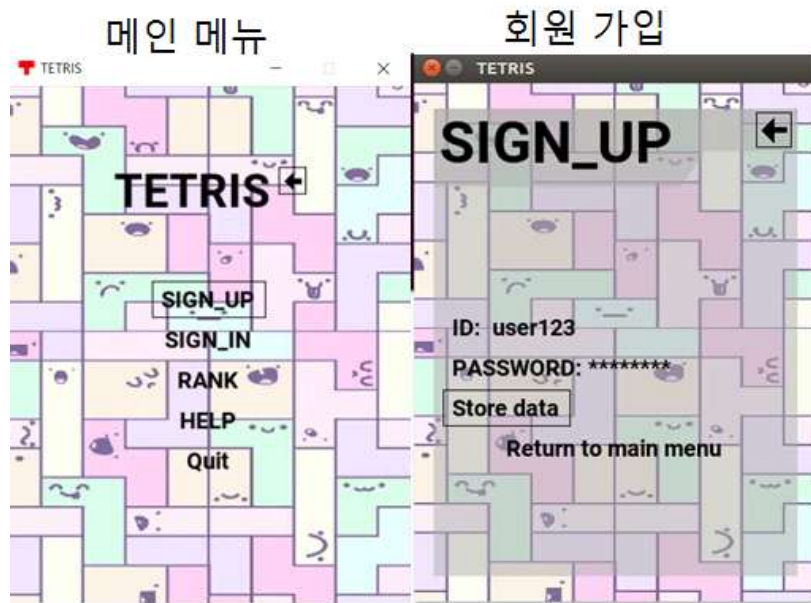 메인 메뉴
회원 가입
TETRIS
TETRIS
SIGN_UP
SIGN_IN
RANK
HELP
Quit
TETRIS
SIGN_UP
ID: user123
PASSWORD: ********
Store data
Return to main menu